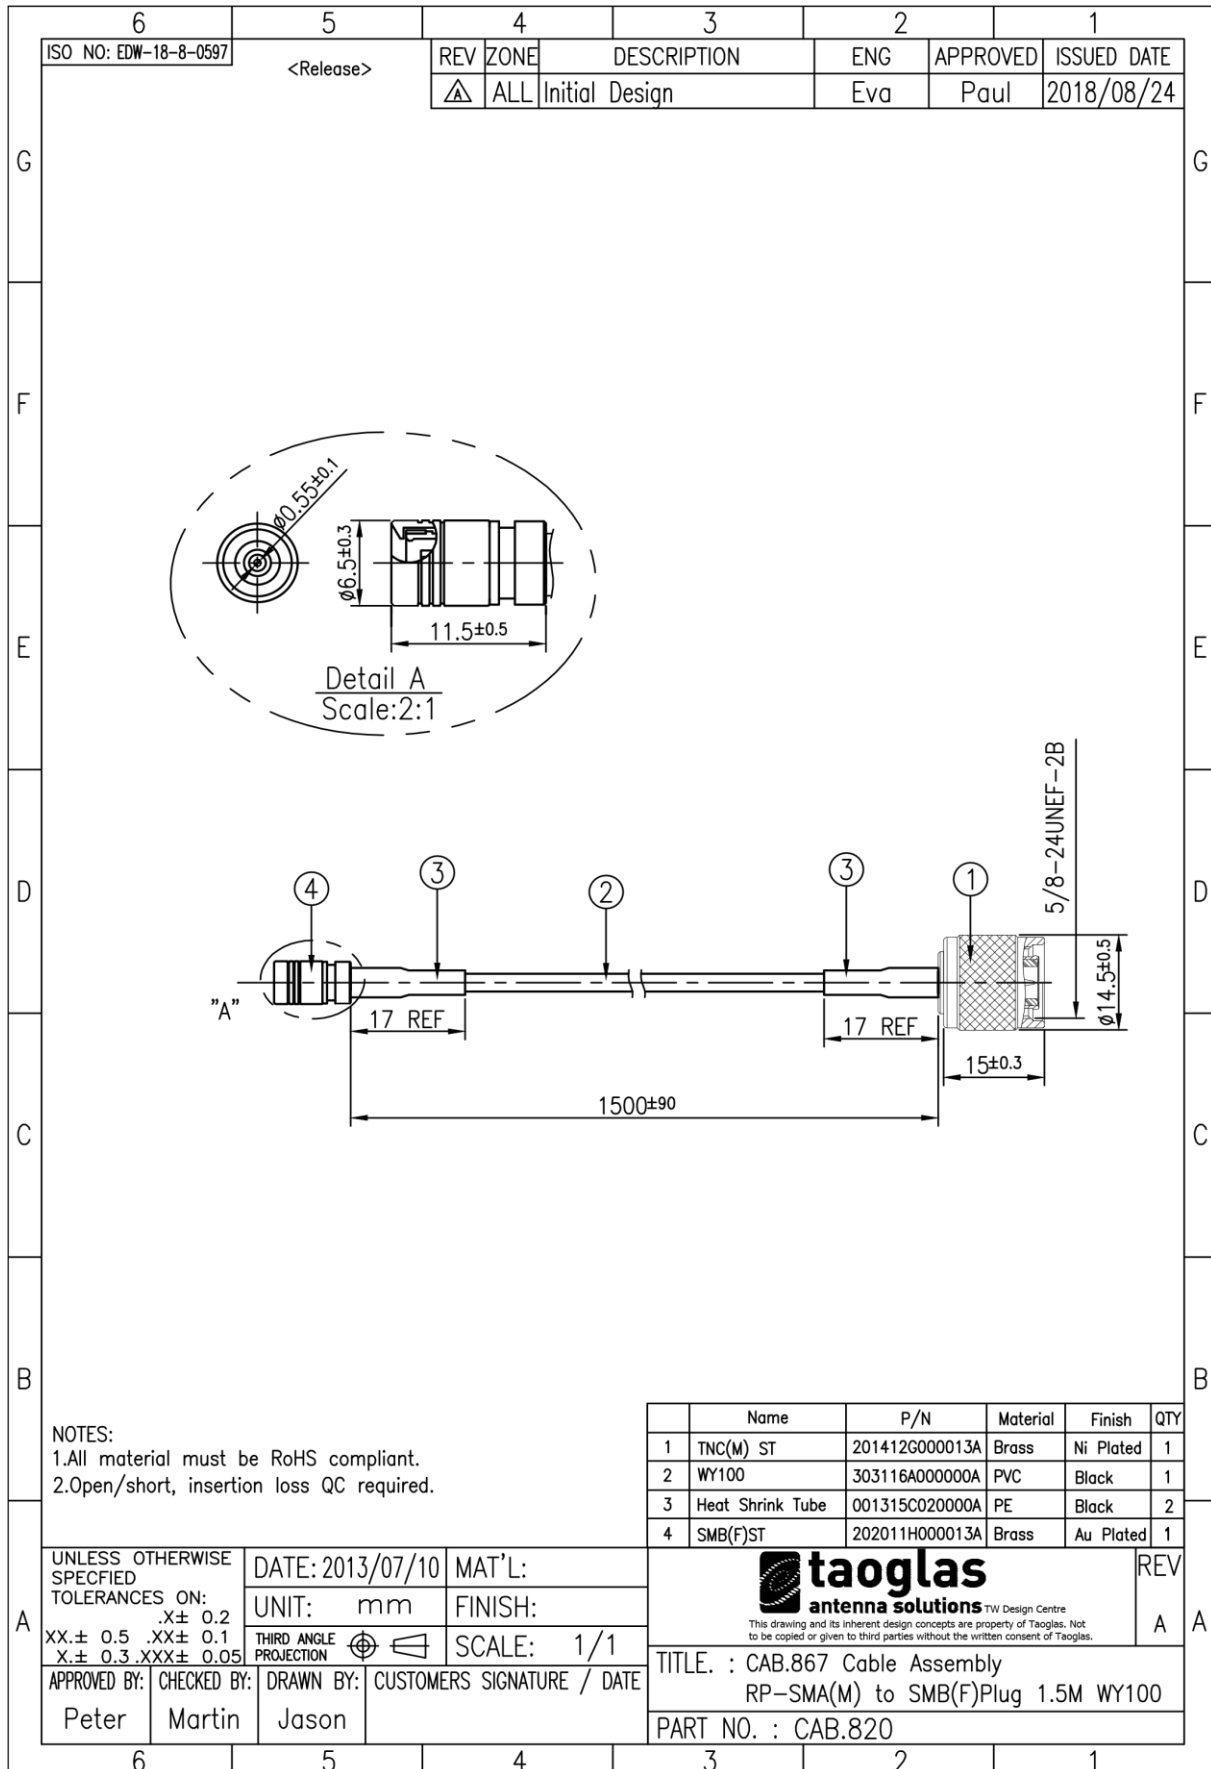 6 5 4 3 2 1
ISO NO: EDW-18-8-0597
<Release>
REV ZONE DESCRIPTION ENG APPROVED ISSUED DATE
A ALL Initial Design Eva Paul 2018/08/24
G G
F F
ø0.55±0.1
ø6.5±0.3
11.5±0.5
E E
Detail A
Scale:2:1
5/8-24UNEF-2B
D D
4 3 2 3 1
"A"
ø14.5±0.5
17 REF 17 REF
15±0.3
1500±90
C C
B B
NOTES:
1.All material must be RoHS compliant.
2.Open/short, insertion loss QC required.
Name P/N Material Finish QTY
1 TNC(M) ST 201412G000013A Brass Ni Plated 1
2 WY100 303116A000000A PVC Black 1
3 Heat Shrink Tube 001315C020000A PE Black 2
4 SMB(F)ST 202011H000013A Brass Au Plated 1
UNLESS OTHERWISE
SPECFIED
TOLERANCES ON:
.X± 0.2
XX.± 0.5 .XX± 0.1
X.± 0.3 .XXX± 0.05
DATE: 2013/07/10 MAT'L:
UNIT: mm FINISH:
THIRD ANGLE
PROJECTION
SCALE: 1/1
APPROVED BY: CHECKED BY: DRAWN BY: CUSTOMERS SIGNATURE / DATE
Peter Martin Jason
taoglas
antenna solutions TW Design Centre
This drawing and its inherent design concepts are property of Taoglas. Not
to be copied or given to third parties without the written consent of Taoglas.
REV
A
A A
TITLE. : CAB.867 Cable Assembly
RP-SMA(M) to SMB(F)Plug 1.5M WY100
PART NO. : CAB.820
6 5 4 3 2 1